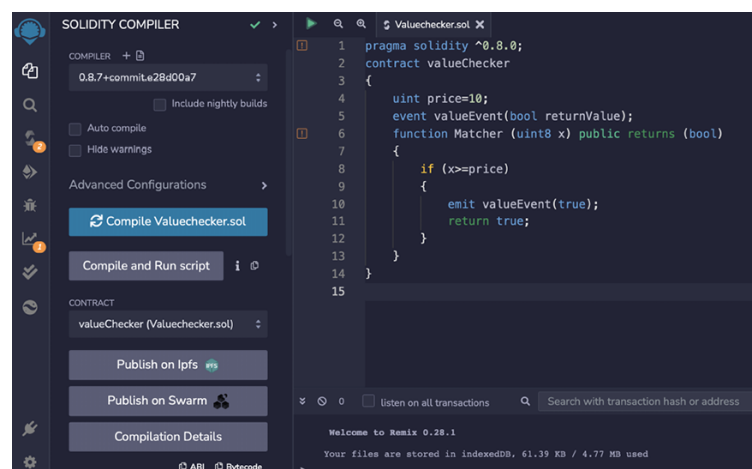 SOLIDITY COMPILER
COMPILER
0.8.7+commit.e28d00a7
Include nightly builds
Auto compile
Hide warnings
Advanced Configurations
Compile Valuechecker.sol
Compile and Run script
i
CONTRACT
valueChecker (Valuechecker.sol)
Publish on Ipfs
IPFS
Publish on Swarm
Compilation Details
ABI
Bytecode
2
1
Valuechecker.sol
1 pragma solidity ^0.8.0;
2 contract valueChecker
3 {
4 uint price=10;
5 event valueEvent(bool returnValue);
6 function Matcher (uint8 x) public returns (bool)
7 {
8 if (x>=price)
9 {
10 emit valueEvent(true);
11 return true;
12 }
13 }
14 }
15
0
listen on all transactions
Search with transaction hash or address
Welcome to Remix 0.28.1
Your files are stored in indexedDB, 61.39 KB / 4.77 MB used